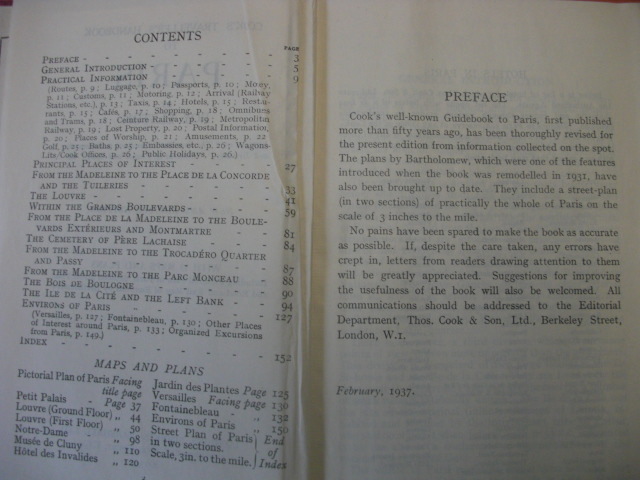 CONTENTS
PAGE
PREFACE - - - - - - - - 3
GENERAL INTRODUCTION - - - - - - 5
PRACTICAL INFORMATION - - - - - - 9
(Routes, p. 9; Luggage, p. 10; Passports, p. 10; Money,
p. 11; Customs, p. 11; Motoring, p. 12; Arrival (Railway
Stations, etc.), p. 13; Taxis, p. 14; Hotels, p. 15; Restau-
rants, p. 15; Cafés, p. 17; Shopping, p. 18; Omnibuses
and Trams, p. 18; Ceinture Railway, p. 19; Metropolitan
Railway, p. 19; Lost Property, p. 20; Postal Information,
p. 20; Places of Worship, p. 21; Amusements, p. 22
Golf, p. 25; Baths, p. 25; Embassies, etc., p. 26; Wagons-
Lits/Cook Offices, p. 26; Public Holidays, p. 26.)
PRINCIPAL PLACES OF INTEREST - - - - 27
FROM THE MADELEINE TO THE PLACE DE LA CONCORDE
AND THE TUILERIES - - - - - - 33
THE LOUVRE - - - - - - - 41
WITHIN THE GRANDS BOULEVARDS - - - - 59
FROM THE PLACE DE LA MADELEINE TO THE BOULE-
VARDS EXTÉRIEURS AND MONTMARTRE - - - 81
THE CEMETERY OF PÈRE LACHAISE - - - - 84
FROM THE MADELEINE TO THE TROCADÉRO QUARTER
AND PASSY - - - - - - - 87
FROM THE MADELEINE TO THE PARC MONCEAU - - 88
THE BOIS DE BOULOGNE - - - - - 90
THE ILE DE LA CITÉ AND THE LEFT BANK - - 94
ENVIRONS OF PARIS - - - - - - 127
(Versailles, p. 127; Fontainebleau, p. 130; Other Places
of Interest around Paris, p. 133; Organized Excursions
from Paris, p. 149.)
INDEX - - - - - - - - 152
MAPS AND PLANS
Pictorial Plan of Paris Facing
title page
Petit Palais - Page 37
Louvre (Ground Floor) „ 44
Louvre (First Floor) „ 50
Notre-Dame - „ 98
Musée de Cluny „ 110
Hôtel des Invalides „ 120
Jardin des Plantes Page 125
Versailles Facing page 130
Fontainebleau - „ 132
Environs of Paris „ 150
Street Plan of Paris } End
in two sections. } of
Scale, 3in. to the mile. } Index
PREFACE
Cook's well-known Guidebook to Paris, first published
more than fifty years ago, has been thoroughly revised for
the present edition from information collected on the spot.
The plans by Bartholomew, which were one of the features
introduced when the book was remodelled in 1931, have
also been brought up to date. They include a street-plan
(in two sections) of practically the whole of Paris on the
scale of 3 inches to the mile.
No pains have been spared to make the book as accurate
as possible. If, despite the care taken, any errors have
crept in, letters from readers drawing attention to them
will be greatly appreciated. Suggestions for improving
the usefulness of the book will also be welcomed. All
communications should be addressed to the Editorial
Department, Thos. Cook & Son, Ltd., Berkeley Street,
London, W.1.
February, 1937.